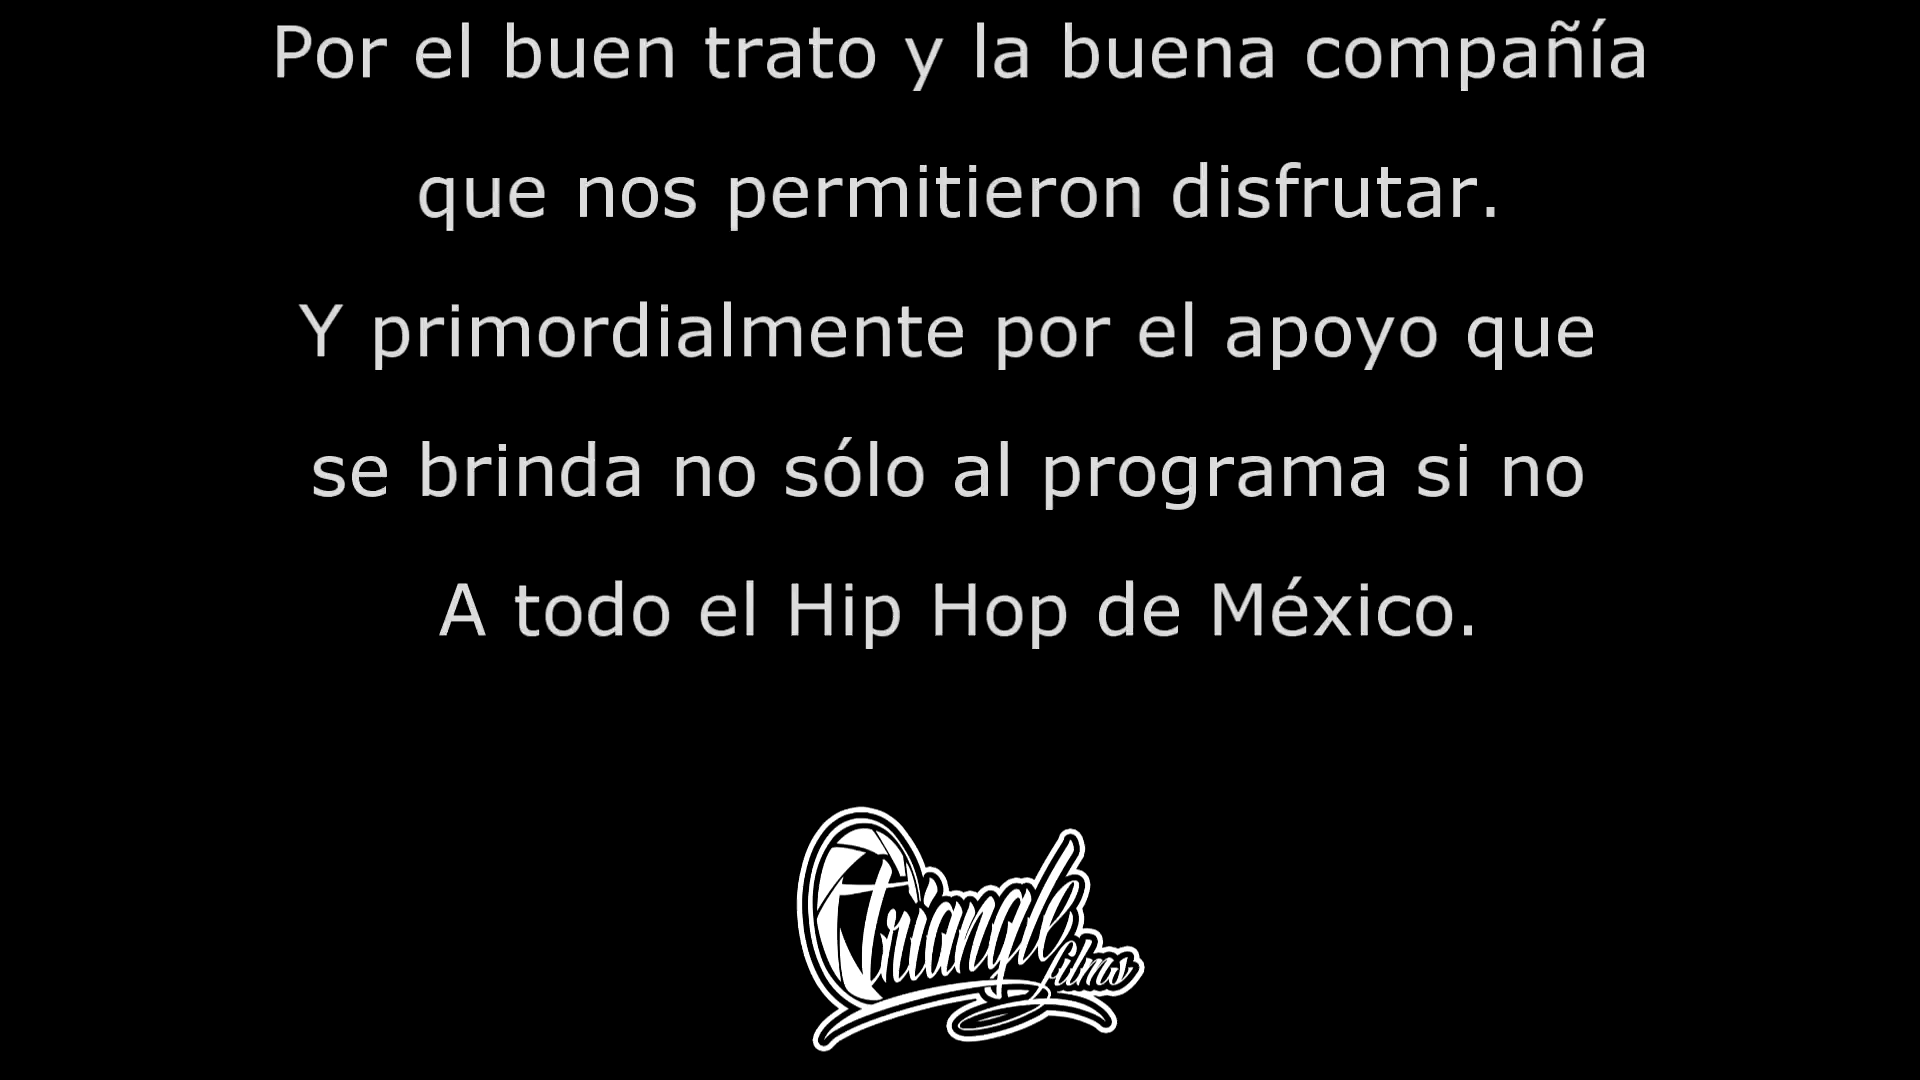 Por el buen trato y la buena compañía
que nos permitieron disfrutar.
Y primordialmente por el apoyo que
se brinda no sólo al programa si no
A todo el Hip Hop de México.
triangle
films